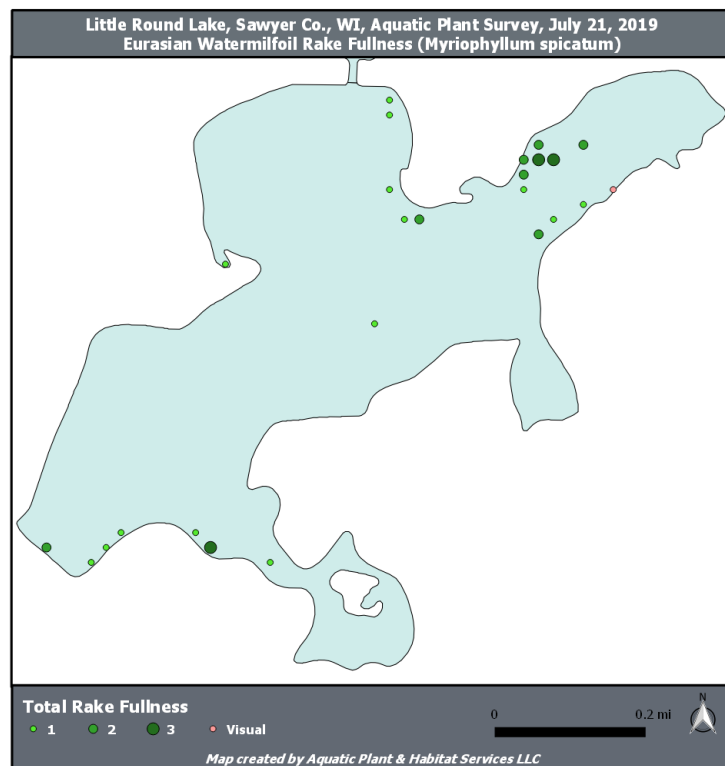 Little Round Lake, Sawyer Co., WI, Aquatic Plant Survey, July 21, 2019
Eurasian Watermilfoil Rake Fullness (Myriophyllum spicatum)
Total Rake Fullness
1 2 3 Visual
0 0.2 mi
N
Map created by Aquatic Plant & Habitat Services LLC